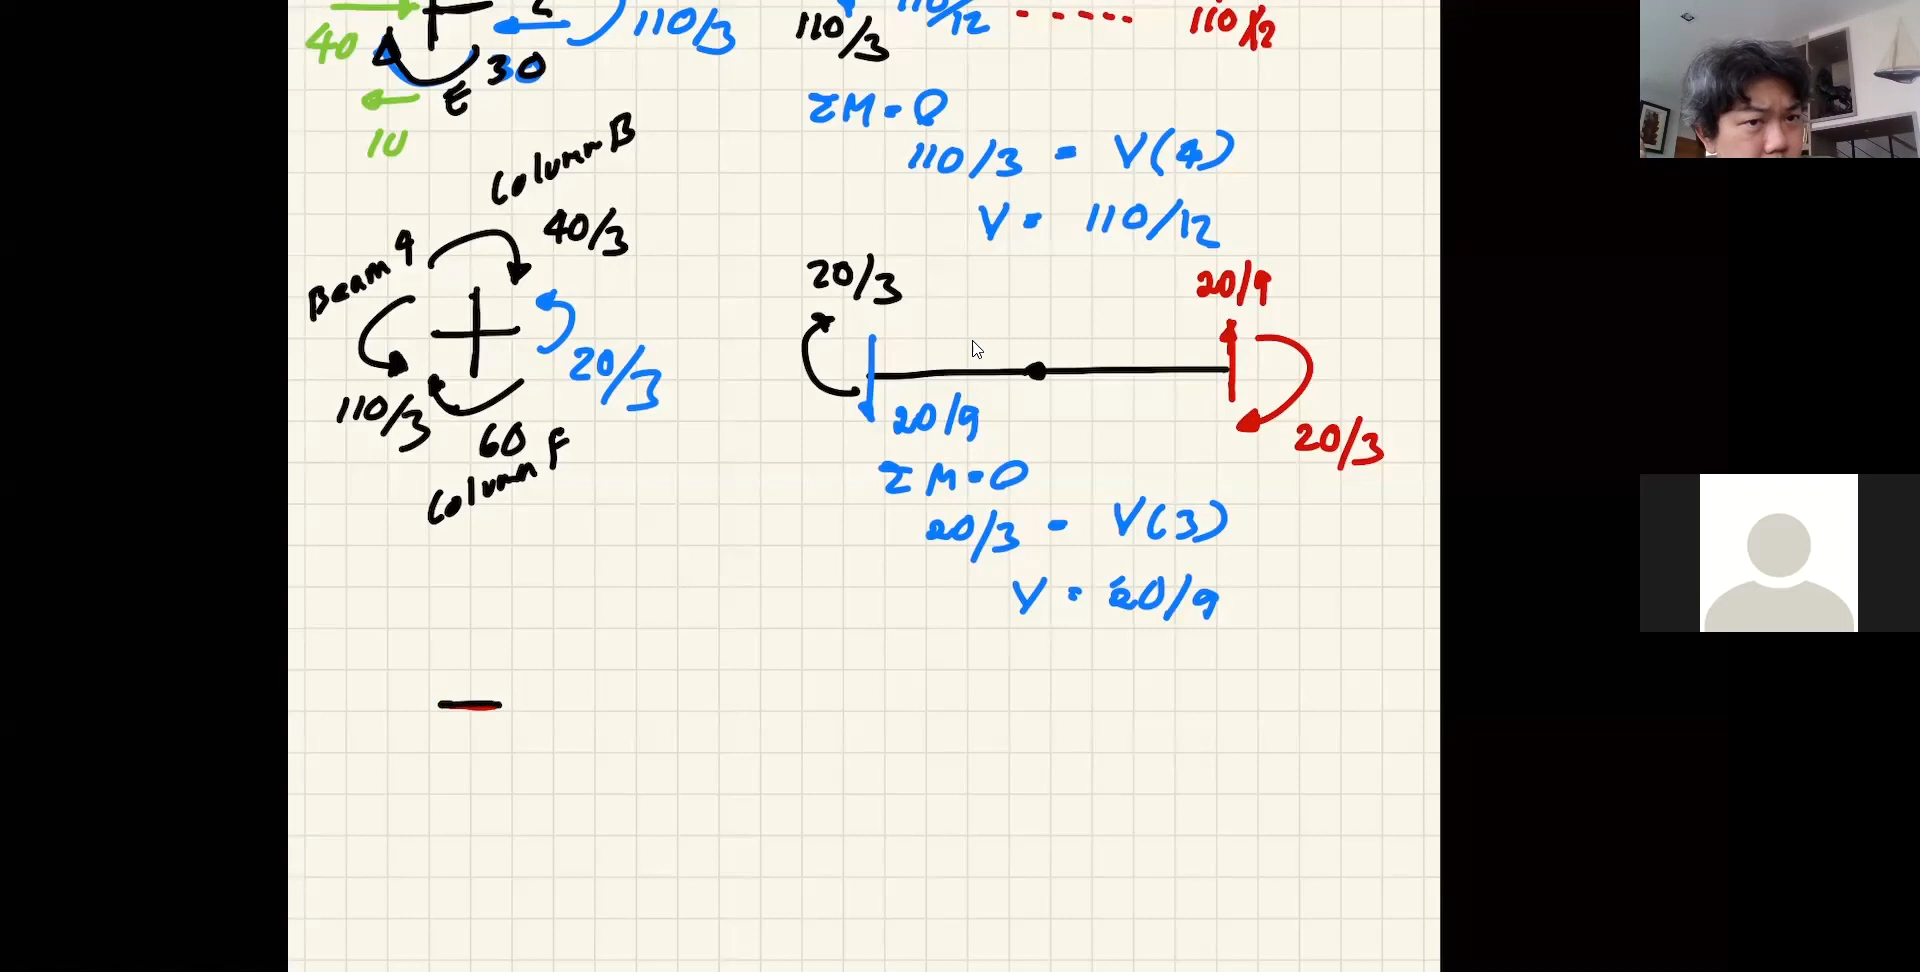 40
10
E
30
110/3
110/3
110/12
110/12
ΣM=0
110/3 = V(4)
V = 110/12
Column B
40/3
Beam 9
110/3
20/3
60
Column F
20/3
20/9
20/9
20/3
ΣM=0
20/3 = V(3)
V = 20/9